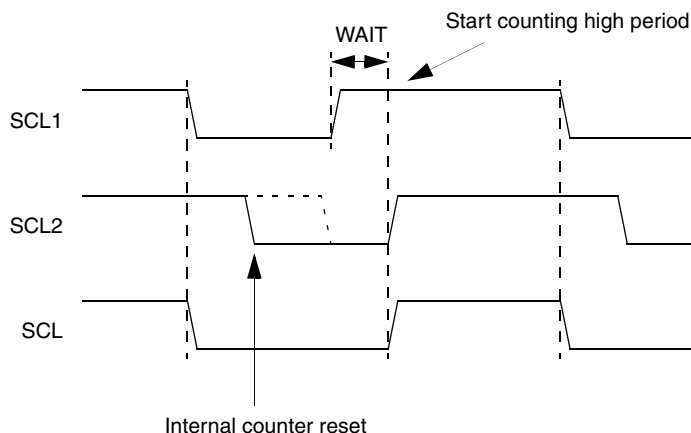 Start counting high period
WAIT
SCL1
SCL2
SCL
Internal counter reset